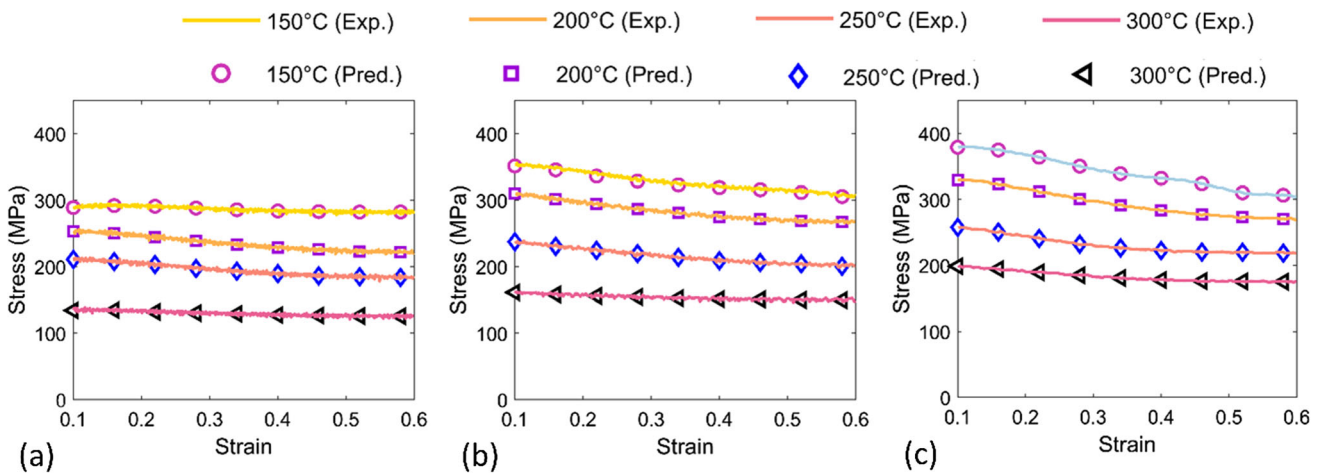 150°C (Exp.) 200°C (Exp.) 250°C (Exp.) 300°C (Exp.)
150°C (Pred.) 200°C (Pred.) 250°C (Pred.) 300°C (Pred.)
Stress (MPa)
400
300
200
100
0
0.1 0.2 0.3 0.4 0.5 0.6
Strain
(a)
Stress (MPa)
400
300
200
100
0
0.1 0.2 0.3 0.4 0.5 0.6
Strain
(b)
Stress (MPa)
400
300
200
100
0
0.1 0.2 0.3 0.4 0.5 0.6
Strain
(c)